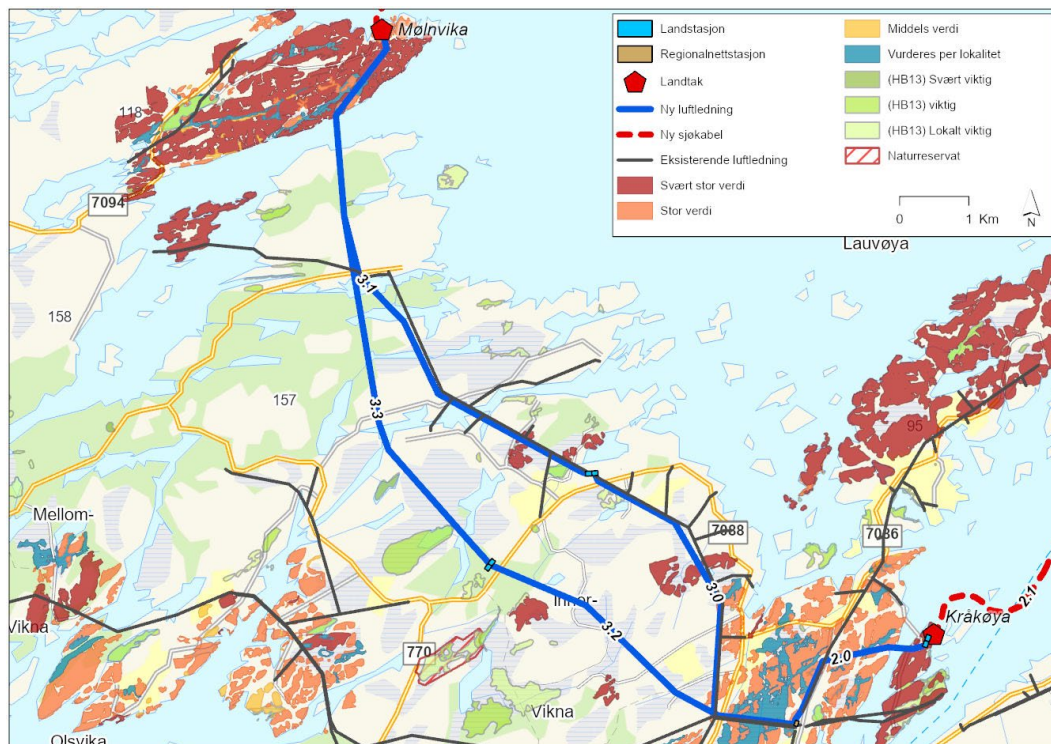 Mølnvika
Landstasjon
Regionalnettstasjon
Landtak
Ny luftledning
Ny sjøkabel
Eksisterende luftledning
Svært stor verdi
Stor verdi
Middels verdi
Vurderes per lokalitet
(HB13) Svært viktig
(HB13) viktig
(HB13) Lokalt viktig
Naturreservat
0 1 Km
N
118
7094
Lauvøya
3.1
158
157
3.3
95
Mellom-
7088
7086
Inner-
3.0
Kråkøya
2.1
Vikna
3.2
770
2.0
Vikna
Olsvika